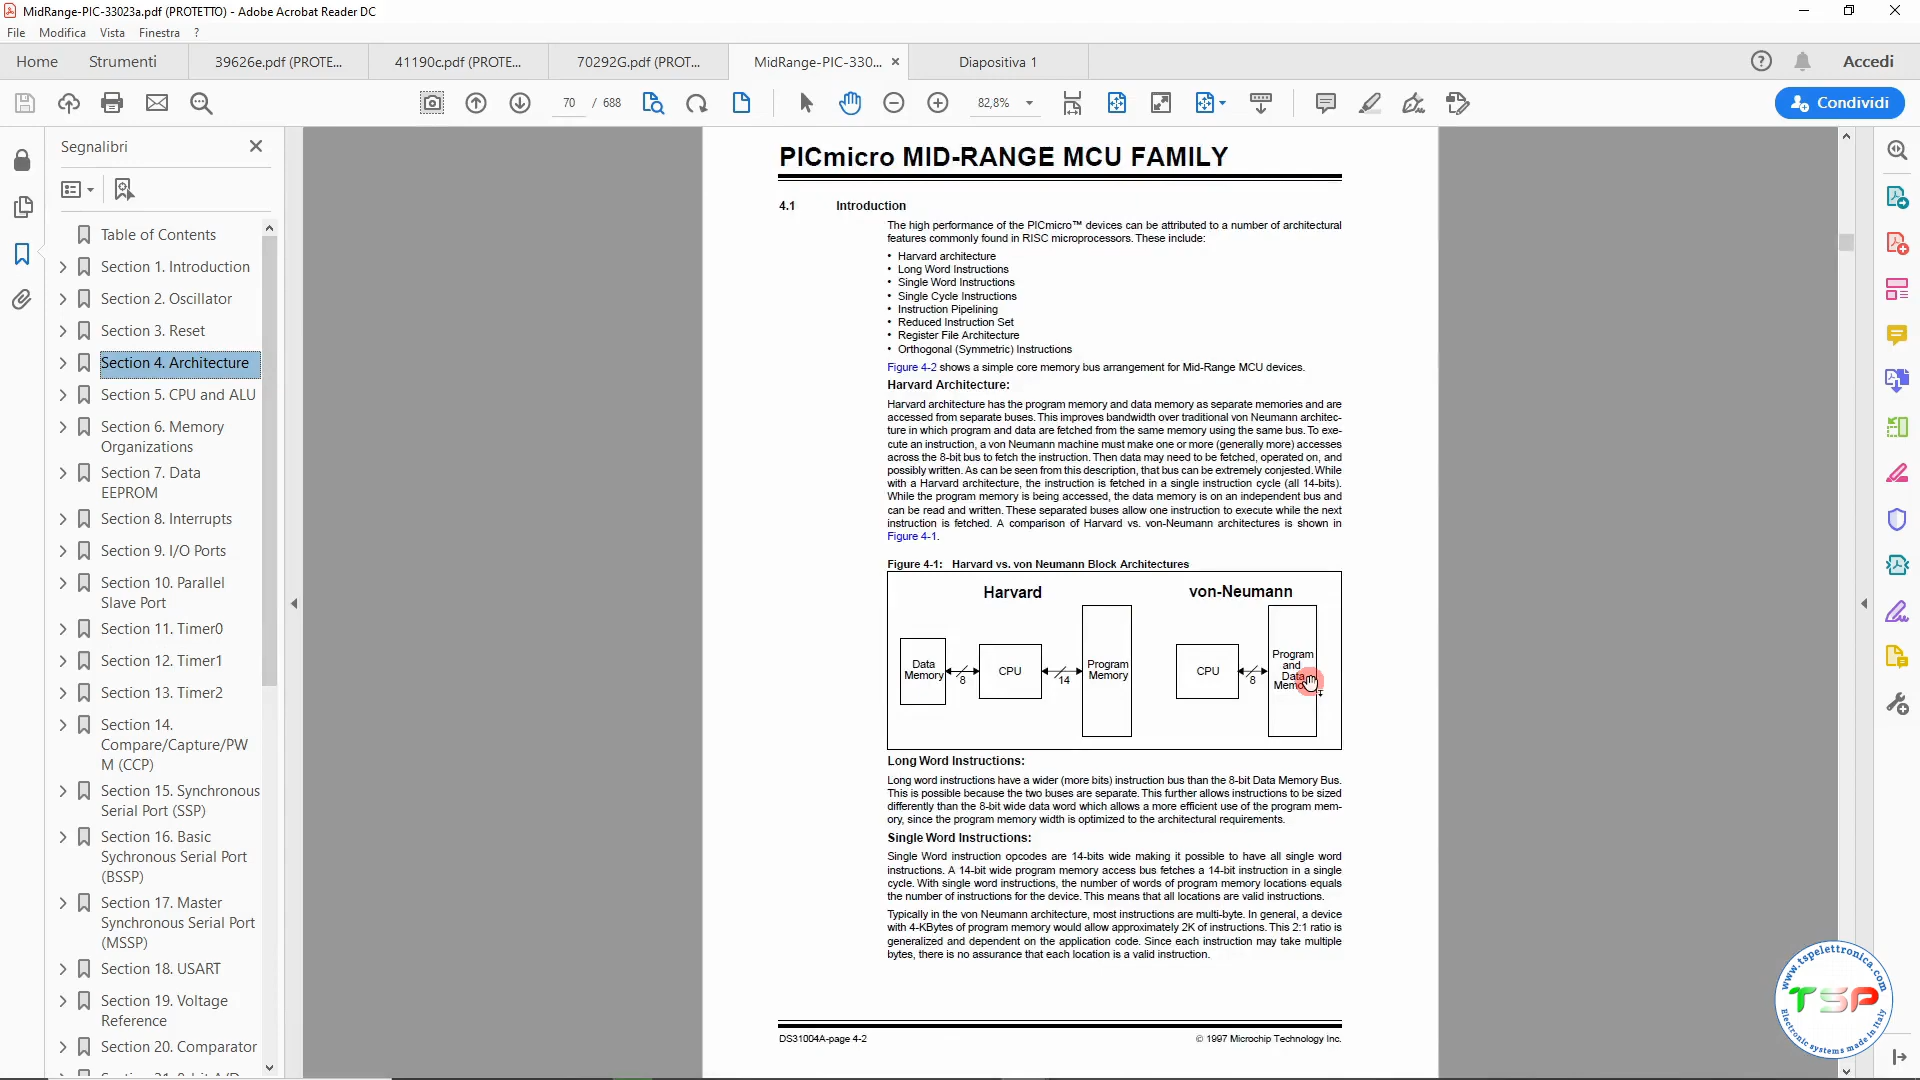 MidRange-PIC-33023a.pdf (PROTETTO) - Adobe Acrobat Reader DC
File Modifica Vista Finestra ?
Home Strumenti 39626e.pdf (PROTE... 41190c.pdf (PROTE... 70292G.pdf (PROT... MidRange-PIC-330... × Diapositiva 1 Accedi
70 / 688 82,8% Condividi
Segnalibri
Table of Contents
Section 1. Introduction
Section 2. Oscillator
Section 3. Reset
Section 4. Architecture
Section 5. CPU and ALU
Section 6. Memory
Organizations
Section 7. Data
EEPROM
Section 8. Interrupts
Section 9. I/O Ports
Section 10. Parallel
Slave Port
Section 11. Timer0
Section 12. Timer1
Section 13. Timer2
Section 14.
Compare/Capture/PW
M (CCP)
Section 15. Synchronous
Serial Port (SSP)
Section 16. Basic
Sychronous Serial Port
(BSSP)
Section 17. Master
Synchronous Serial Port
(MSSP)
Section 18. USART
Section 19. Voltage
Reference
Section 20. Comparator
PICmicro MID-RANGE MCU FAMILY
4.1 Introduction
The high performance of the PICmicro™ devices can be attributed to a number of architectural
features commonly found in RISC microprocessors. These include:
• Harvard architecture
• Long Word Instructions
• Single Word Instructions
• Single Cycle Instructions
• Instruction Pipelining
• Reduced Instruction Set
• Register File Architecture
• Orthogonal (Symmetric) Instructions
Figure 4-2 shows a simple core memory bus arrangement for Mid-Range MCU devices.
Harvard Architecture:
Harvard architecture has the program memory and data memory as separate memories and are
accessed from separate buses. This improves bandwidth over traditional von Neumann architec-
ture in which program and data are fetched from the same memory using the same bus. To exe-
cute an instruction, a von Neumann machine must make one or more (generally more) accesses
across the 8-bit bus to fetch the instruction. Then data may need to be fetched, operated on, and
possibly written. As can be seen from this description, that bus can be extremely conjested. While
with a Harvard architecture, the instruction is fetched in a single instruction cycle (all 14-bits).
While the program memory is being accessed, the data memory is on an independent bus and
can be read and written. These separated buses allow one instruction to execute while the next
instruction is fetched. A comparison of Harvard vs. von-Neumann architectures is shown in
Figure 4-1.
Figure 4-1: Harvard vs. von Neumann Block Architectures
Harvard
Data
Memory
8
CPU
14
Program
Memory
von-Neumann
CPU
8
Program
and
Data
Long Word Instructions:
Long word instructions have a wider (more bits) instruction bus than the 8-bit Data Memory Bus.
This is possible because the two buses are separate. This further allows instructions to be sized
differently than the 8-bit wide data word which allows a more efficient use of the program mem-
ory, since the program memory width is optimized to the architectural requirements.
Single Word Instructions:
Single Word instruction opcodes are 14-bits wide making it possible to have all single word
instructions. A 14-bit wide program memory access bus fetches a 14-bit instruction in a single
cycle. With single word instructions, the number of words of program memory locations equals
the number of instructions for the device. This means that all locations are valid instructions.
Typically in the von Neumann architecture, most instructions are multi-byte. In general, a device
with 4-KBytes of program memory would allow approximately 2K of instructions. This 2:1 ratio is
generalized and dependent on the application code. Since each instruction may take multiple
bytes, there is no assurance that each location is a valid instruction.
DS31004A-page 4-2 © 1997 Microchip Technology Inc.
www.tspelettronica.com
TSP
Electronic systems made in Italy